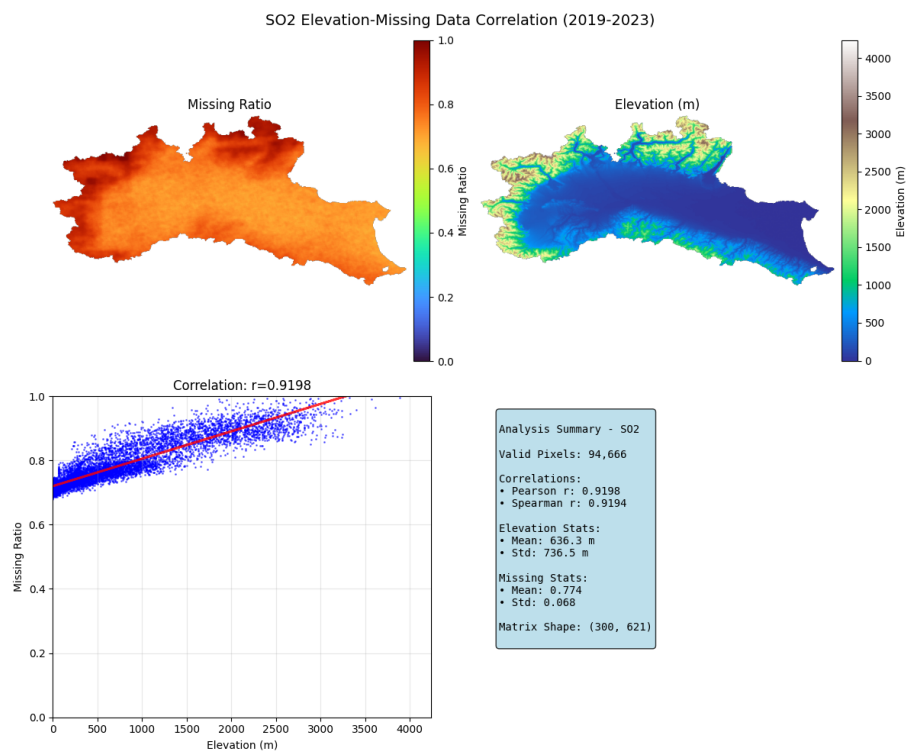 SO2 Elevation-Missing Data Correlation (2019-2023)
Missing Ratio
1.0
0.8
0.6
0.4
0.2
0.0
Missing Ratio
Elevation (m)
4000
3500
3000
2500
2000
1500
1000
500
0
Elevation (m)
Correlation: r=0.9198
1.0
0.8
0.6
0.4
0.2
0.0
Missing Ratio
0 500 1000 1500 2000 2500 3000 3500 4000
Elevation (m)
Analysis Summary - SO2
Valid Pixels: 94,666
Correlations:
• Pearson r: 0.9198
• Spearman r: 0.9194
Elevation Stats:
• Mean: 636.3 m
• Std: 736.5 m
Missing Stats:
• Mean: 0.774
• Std: 0.068
Matrix Shape: (300, 621)